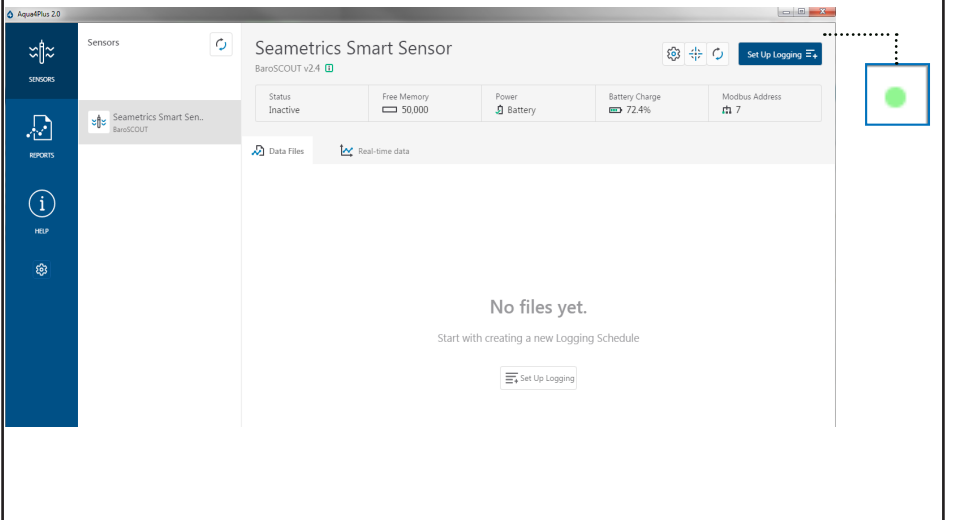 Aqua4Plus 2.0
SENSORS
REPORTS
HELP
Sensors
Seametrics Smart Sen..
BaroSCOUT
Seametrics Smart Sensor
BaroSCOUT v2.4
Set Up Logging
Status
Inactive
Free Memory
50,000
Power
Battery
Battery Charge
72.4%
Modbus Address
7
Data Files
Real-time data
No files yet.
Start with creating a new Logging Schedule
Set Up Logging